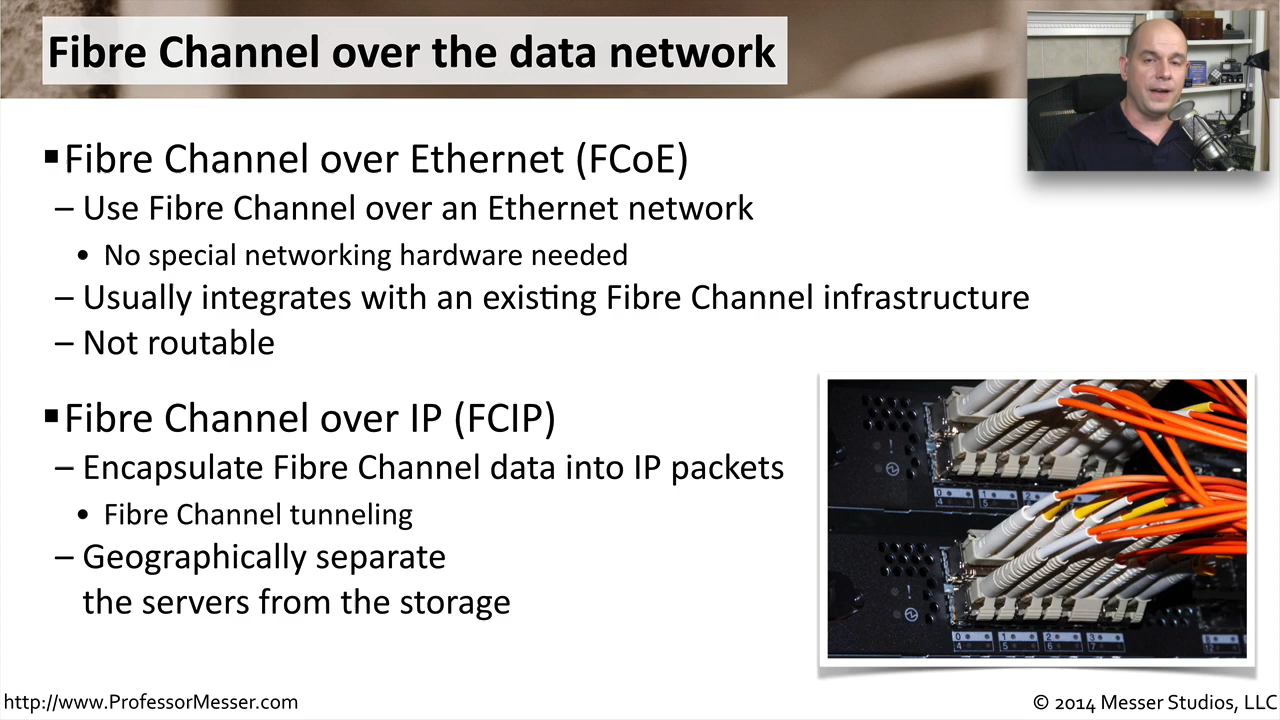 Fibre Channel over the data network
▪Fibre Channel over Ethernet (FCoE)
– Use Fibre Channel over an Ethernet network
• No special networking hardware needed
– Usually integrates with an existing Fibre Channel infrastructure
– Not routable
▪Fibre Channel over IP (FCIP)
– Encapsulate Fibre Channel data into IP packets
• Fibre Channel tunneling
– Geographically separate
the servers from the storage
http://www.ProfessorMesser.com
© 2014 Messer Studios, LLC